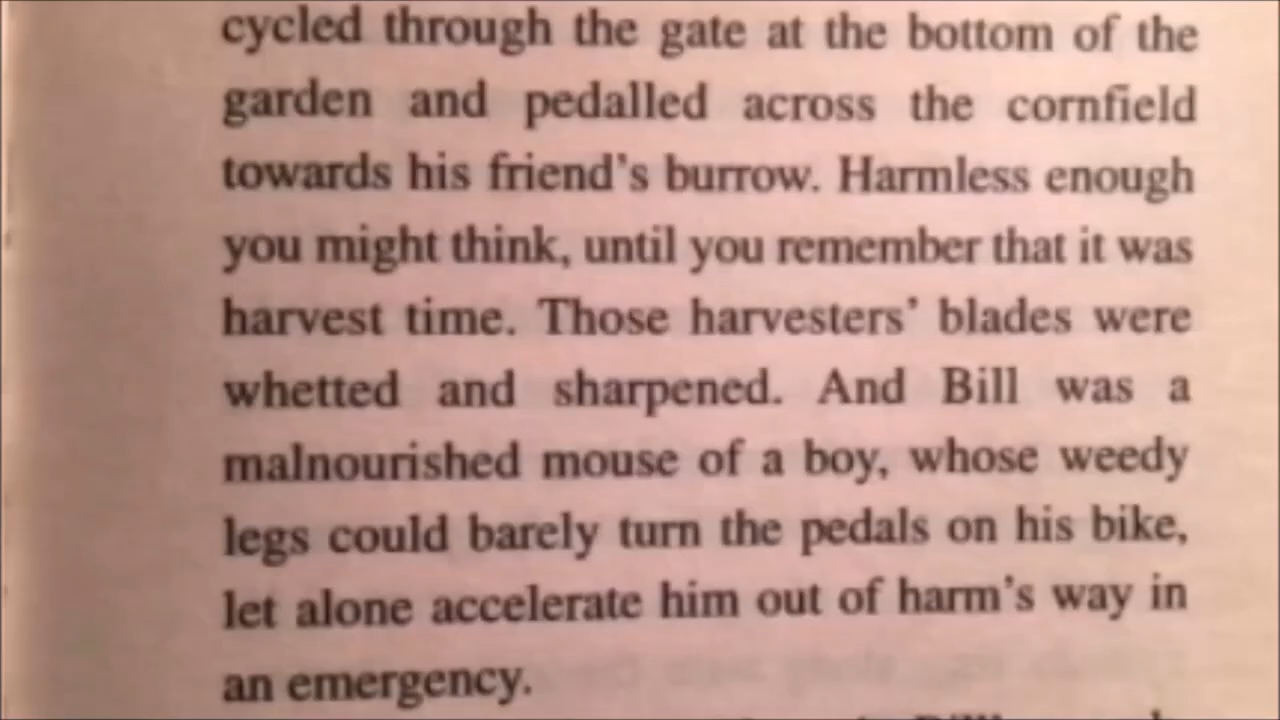 cycled through the gate at the bottom of the
garden and pedalled across the cornfield
towards his friend's burrow. Harmless enough
you might think, until you remember that it was
harvest time. Those harvesters' blades were
whetted and sharpened. And Bill was a
malnourished mouse of a boy, whose weedy
legs could barely turn the pedals on his bike,
let alone accelerate him out of harm's way in
an emergency.